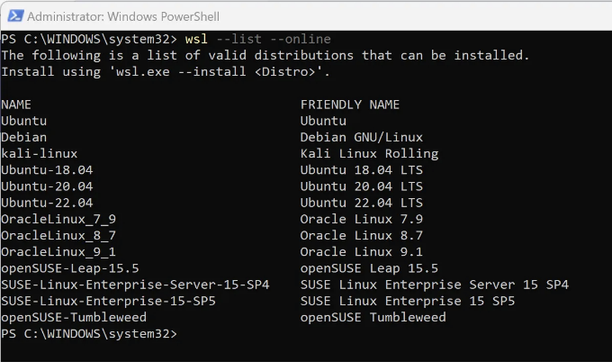 Administrator: Windows PowerShell
PS C:\WINDOWS\system32> wsl --list --online
The following is a list of valid distributions that can be installed.
Install using 'wsl.exe --install <Distro>'.
NAME FRIENDLY NAME
Ubuntu Ubuntu
Debian Debian GNU/Linux
kali-linux Kali Linux Rolling
Ubuntu-18.04 Ubuntu 18.04 LTS
Ubuntu-20.04 Ubuntu 20.04 LTS
Ubuntu-22.04 Ubuntu 22.04 LTS
OracleLinux_7_9 Oracle Linux 7.9
OracleLinux_8_7 Oracle Linux 8.7
OracleLinux_9_1 Oracle Linux 9.1
openSUSE-Leap-15.5 openSUSE Leap 15.5
SUSE-Linux-Enterprise-Server-15-SP4 SUSE Linux Enterprise Server 15 SP4
SUSE-Linux-Enterprise-15-SP5 SUSE Linux Enterprise 15 SP5
openSUSE-Tumbleweed openSUSE Tumbleweed
PS C:\WINDOWS\system32>